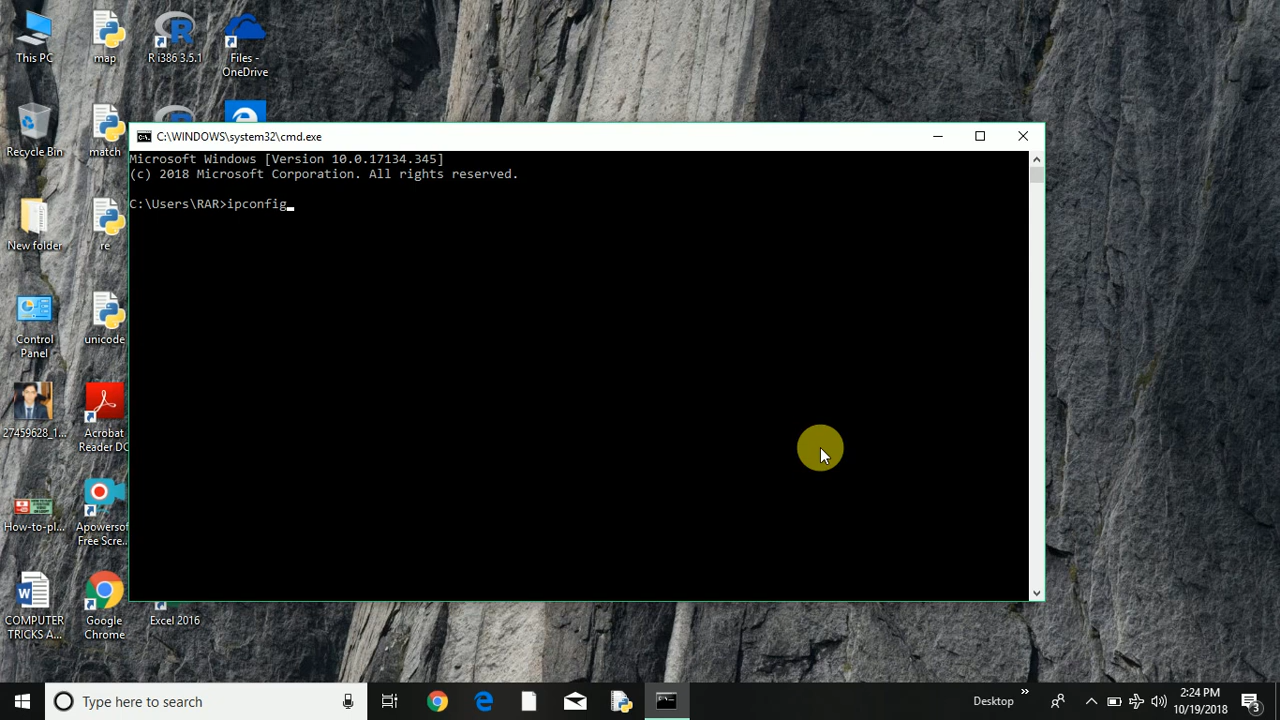 This PC
map
R i386 3.5.1
Files -
OneDrive
Recycle Bin
match
C:\WINDOWS\system32\cmd.exe
Microsoft Windows [Version 10.0.17134.345]
(c) 2018 Microsoft Corporation. All rights reserved.
C:\Users\RAR>ipconfig
New folder
re
Control
Panel
unicode
27459628_1...
Acrobat
Reader DC
How-to-pl...
Apowersof
Free Scre...
COMPUTER
TRICKS A...
Google
Chrome
Excel 2016
Type here to search
Desktop
2:24 PM
10/19/2018
3